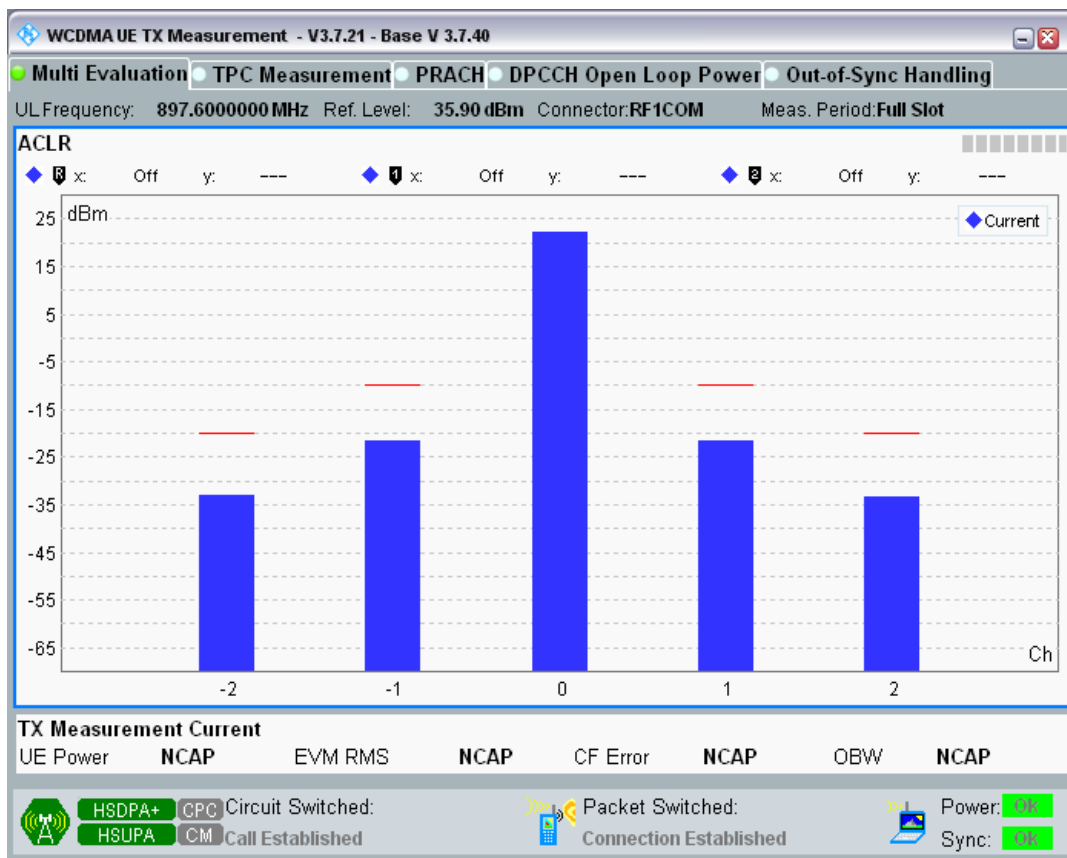 WCDMA UE TX Measurement - V3.7.21 - Base V 3.7.40
Multi Evaluation TPC Measurement PRACH DPCCH Open Loop Power Out-of-Sync Handling
UL Frequency: 897.6000000 MHz Ref. Level: 35.90 dBm Connector:RF1COM Meas. Period:Full Slot
ACLR
R x: Off y: --- 1 x: Off y: --- 2 x: Off y: ---
dBm
Current
25
15
5
-5
-15
-25
-35
-45
-55
-65
Ch
-2 -1 0 1 2
TX Measurement Current
UE Power NCAP EVM RMS NCAP CF Error NCAP OBW NCAP
HSDPA+ CPC Circuit Switched: Packet Switched: Power: Ok
HSUPA CM Call Established Connection Established Sync: Ok